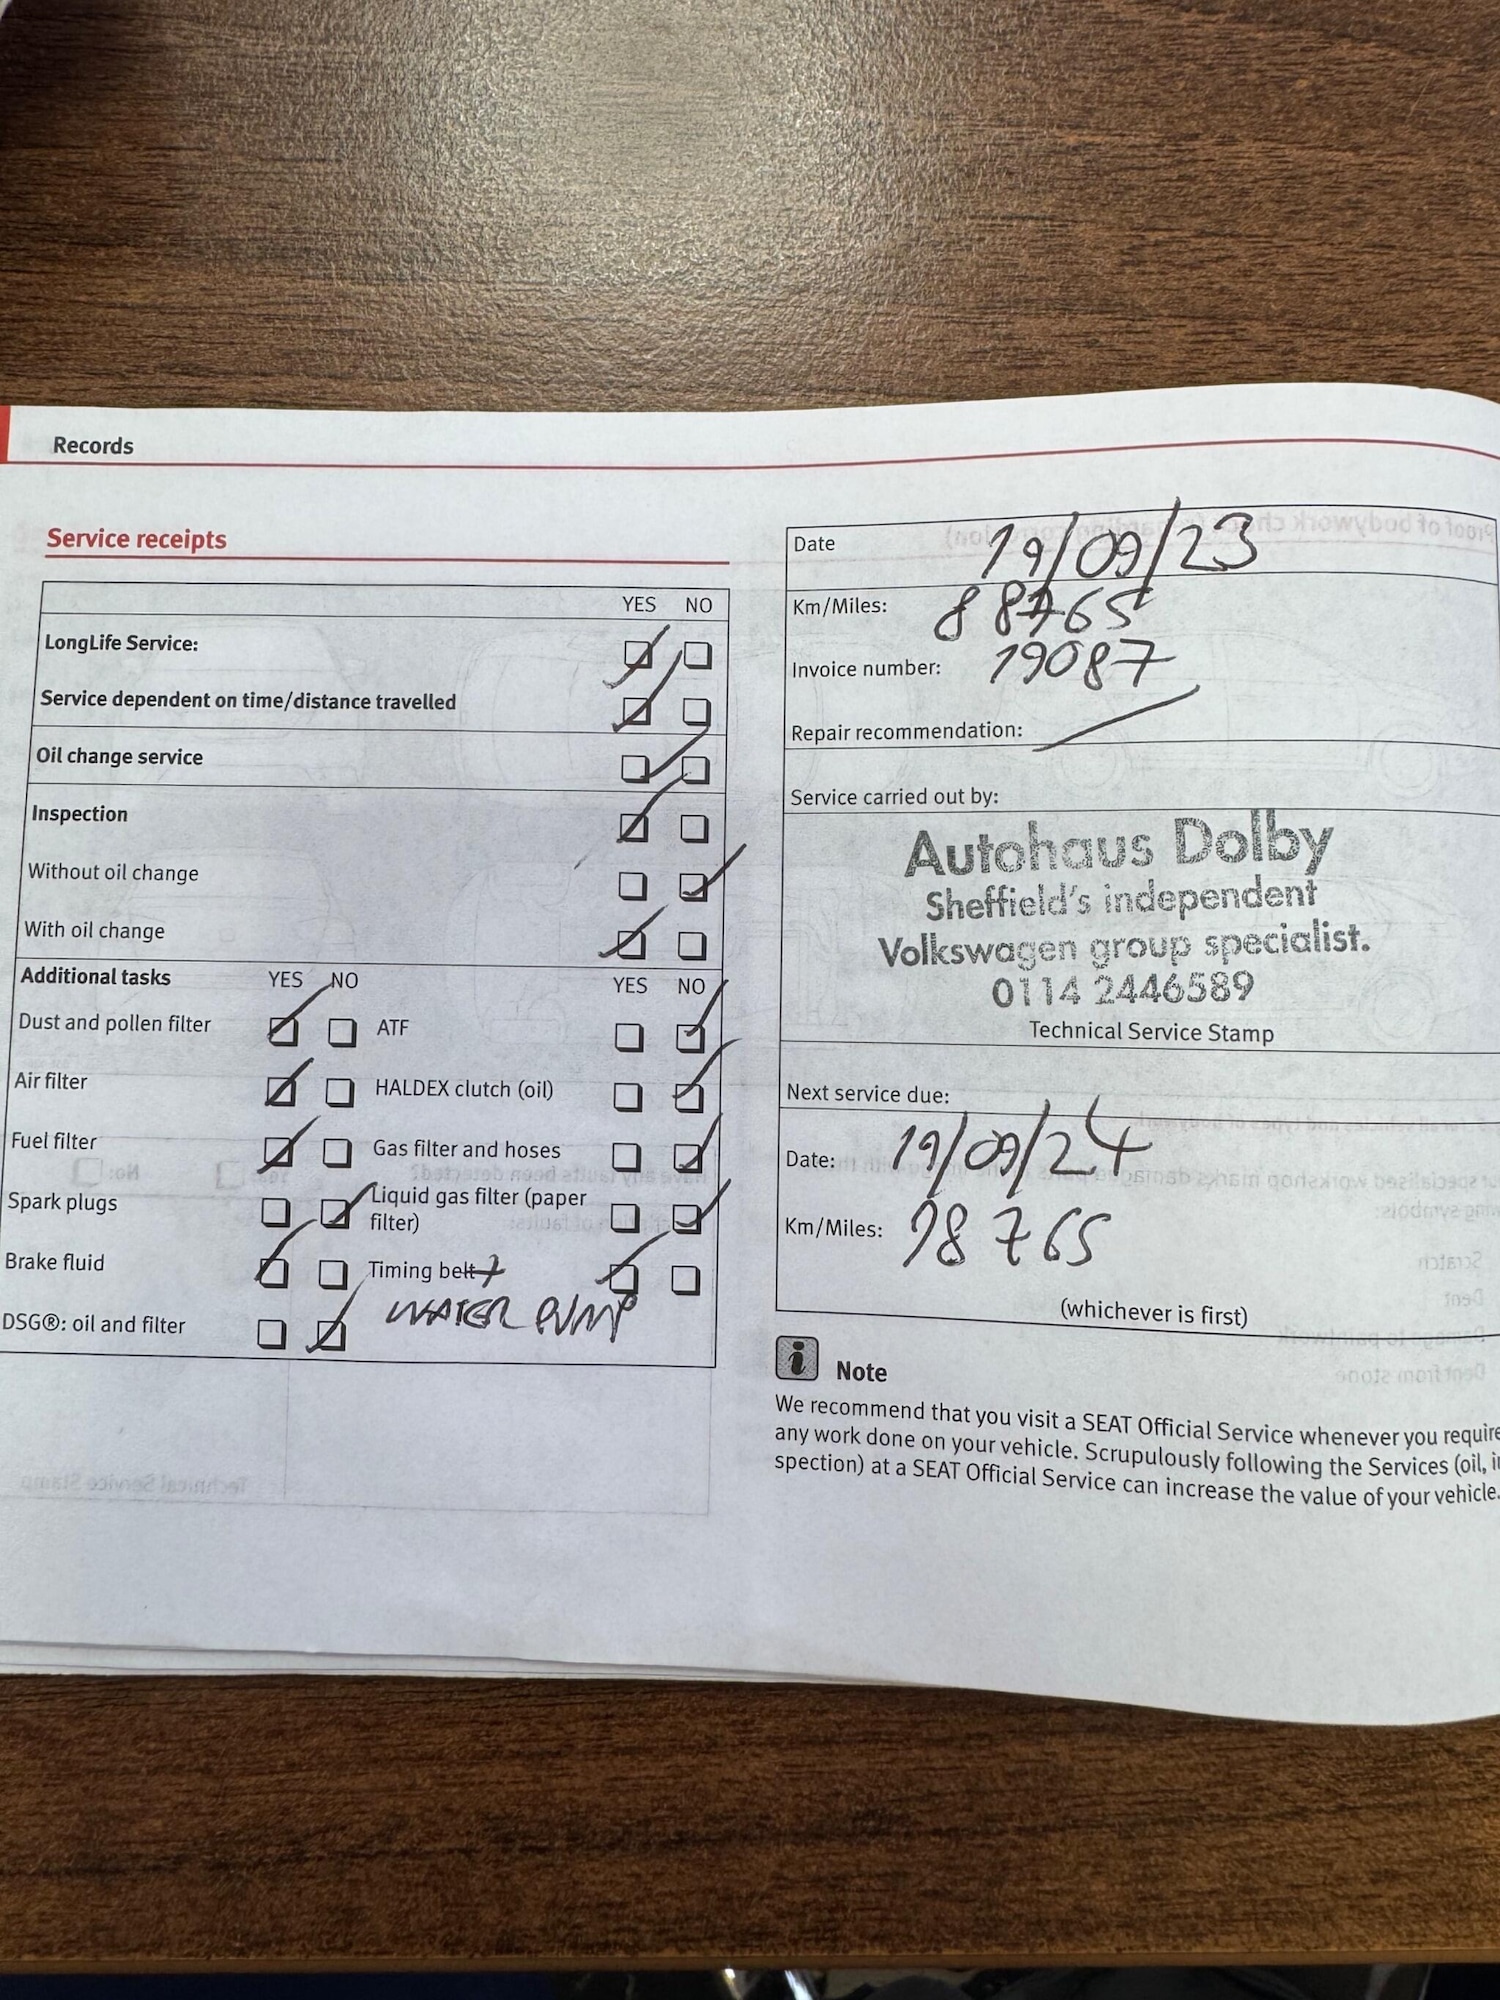 Records
Service receipts
YES NO
LongLife Service:
Service dependent on time/distance travelled
Oil change service
Inspection
Without oil change
With oil change
Additional tasks YES NO YES NO
Dust and pollen filter ATF
Air filter HALDEX clutch (oil)
Fuel filter Gas filter and hoses
Spark plugs Liquid gas filter (paper
filter)
Brake fluid Timing belt +
WATER PUMP
DSG®: oil and filter
Date 19/09/23
Km/Miles: 88765
Invoice number: 19087
Repair recommendation:
Service carried out by:
Autohaus Dolby
Sheffield's independent
Volkswagen group specialist.
0114 2446589
Technical Service Stamp
Next service due:
Date: 19/09/24
Km/Miles: 98765
(whichever is first)
i Note
We recommend that you visit a SEAT Official Service whenever you require
any work done on your vehicle. Scrupulously following the Services (oil, in
spection) at a SEAT Official Service can increase the value of your vehicle.